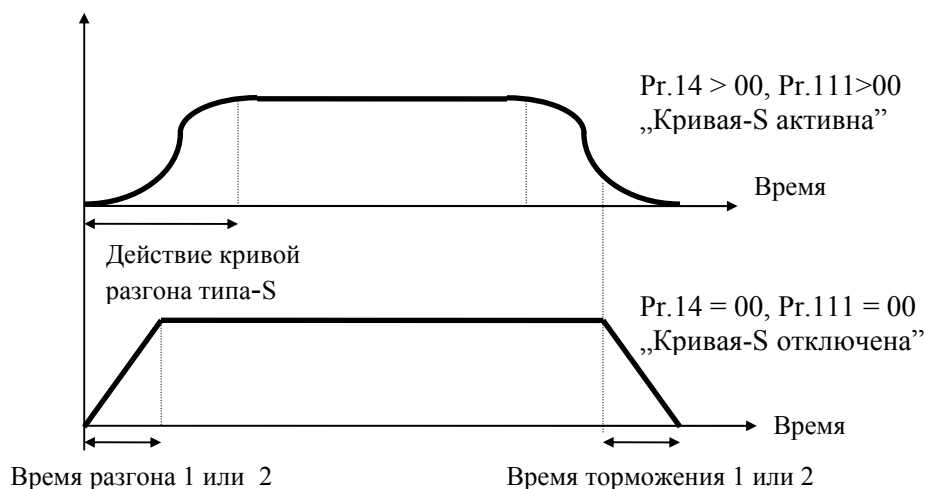 Pr.14 > 00, Pr.111>00
„Кривая-S активна”
Время
Действие кривой
разгона типа-S
Pr.14 = 00, Pr.111 = 00
„Кривая-S отключена”
Время
Время разгона 1 или 2
Время торможения 1 или 2